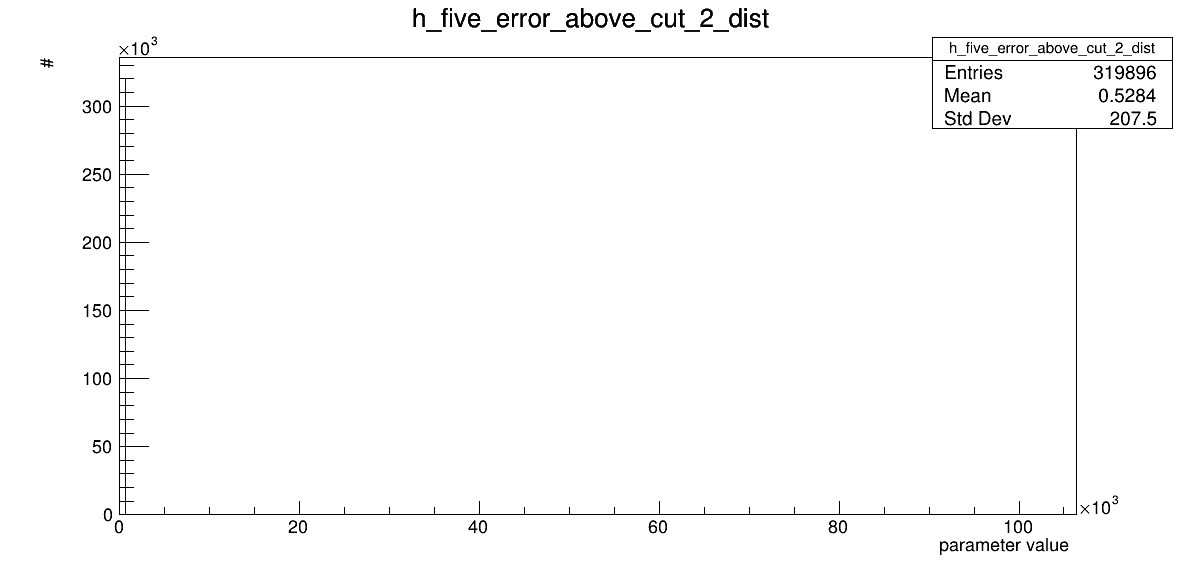 h_five_error_above_cut_2_dist
×10³
#
h_five_error_above_cut_2_dist
Entries 319896
Mean 0.5284
Std Dev 207.5
300
250
200
150
100
50
0
0 20 40 60 80 100 ×10³
parameter value